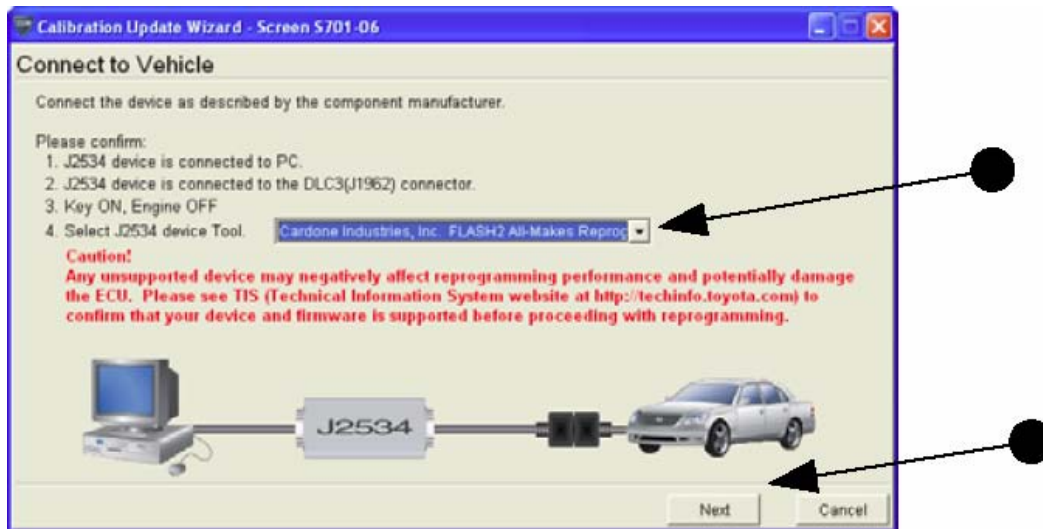 Calibration Update Wizard - Screen S701-06
Connect to Vehicle
Connect the device as described by the component manufacturer.
Please confirm:
1. J2534 device is connected to PC.
2. J2534 device is connected to the DLC3(J1962) connector.
3. Key ON, Engine OFF
4. Select J2534 device Tool. Cardone Industries, Inc. FLASH2 All-Makes Reprog
Caution!
Any unsupported device may negatively affect reprogramming performance and potentially damage
the ECU. Please see TIS (Technical Information System website at http://techinfo.toyota.com) to
confirm that your device and firmware is supported before proceeding with reprogramming.
J2534
Next Cancel